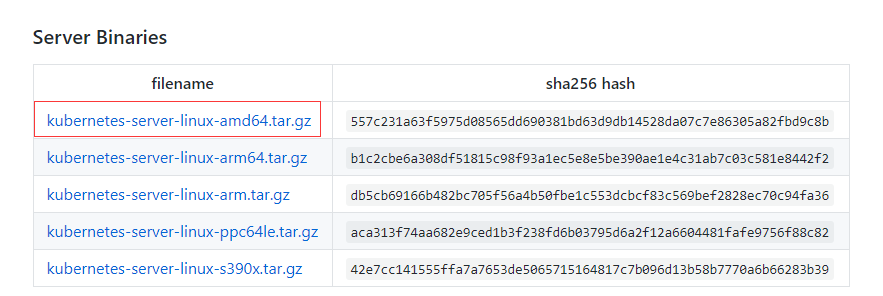 Server Binaries
filename sha256 hash
kubernetes-server-linux-amd64.tar.gz 557c231a63f5975d08565dd690381bd63d9db14528da07c7e86305a82fbd9c8b
kubernetes-server-linux-arm64.tar.gz b1c2cbe6a308df51815c98f93a1ec5e8e5be390ae1e4c31ab7c03c581e8442f2
kubernetes-server-linux-arm.tar.gz db5cb69166b482bc705f56a4b50fbe1c553dcbcf83c569bef2828ec70c94fa36
kubernetes-server-linux-ppc64le.tar.gz aca313f74aa682e9ced1b3f238fd6b03795d6a2f12a6604481fafe9756f88c82
kubernetes-server-linux-s390x.tar.gz 42e7cc141555ffa7a7653de5065715164817c7b096d13b58b7770a6b66283b39